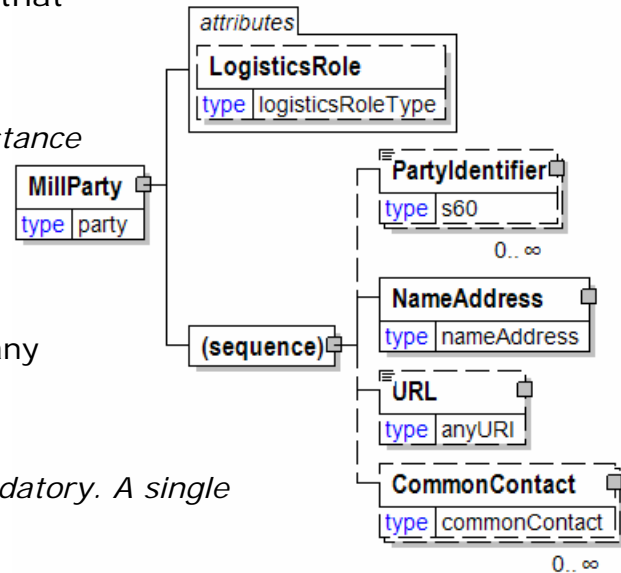 that
attributes
LogisticsRole
type logisticsRoleType
tance
MillParty
type party
PartyIdentifier
type s60
0.. ∞
NameAddress
type nameAddress
(sequence)
any
URL
type anyURI
datory. A single
CommonContact
type commonContact
0.. ∞